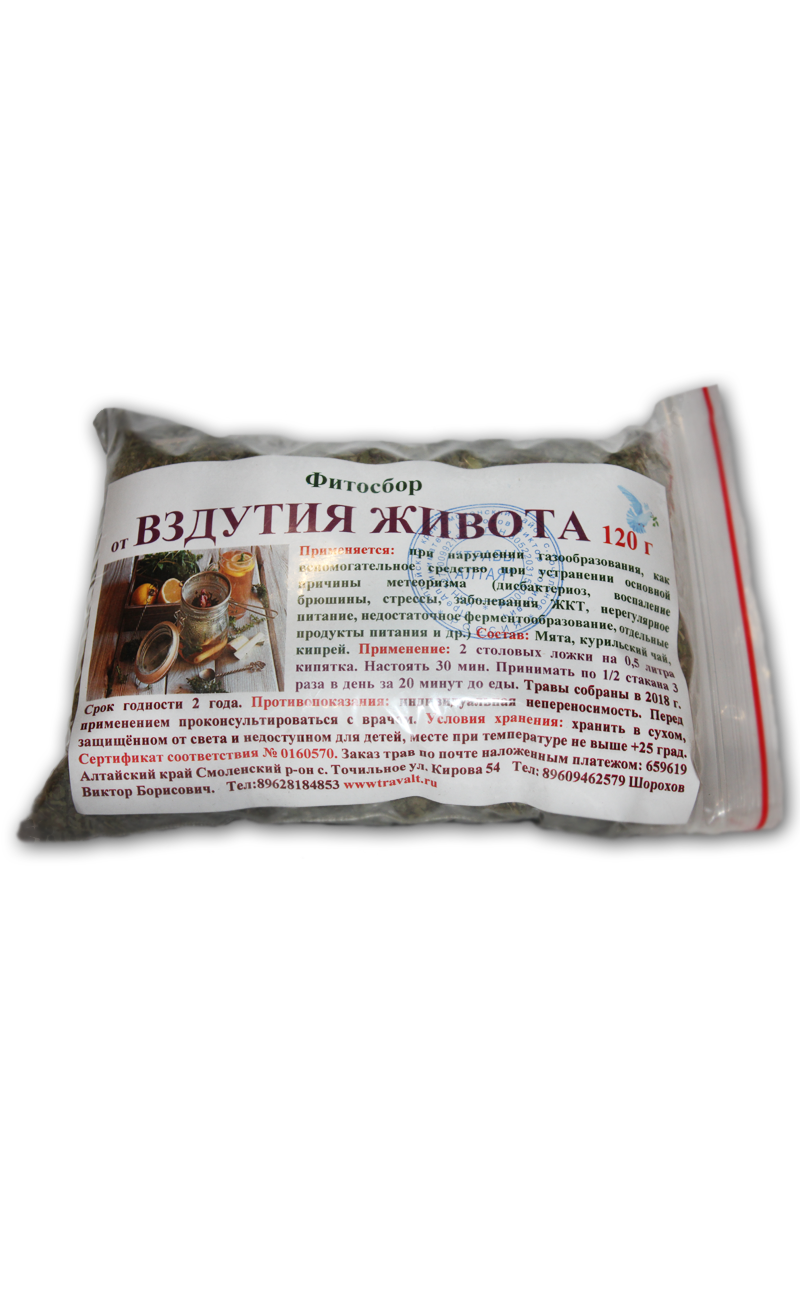 Фитосбор
от ВЗДУТИЯ ЖИВОТА 120 г
Применяется: при нарушении газообразования, как
вспомогательное средство при устранении основной
причины метеоризма (дисбактериоз, воспаление
брюшины, стрессы, заболевания ЖКТ, нерегулярное
питание, недостаточное ферментообразование, отдельные
продукты питания и др.) Состав: Мята, курильский чай,
кипрей. Применение: 2 столовых ложки на 0,5 литра
кипятка. Настоять 30 мин. Принимать по 1/2 стакана 3
раза в день за 20 минут до еды. Травы собраны в 2018 г.
Срок годности 2 года. Противопоказания: индивидуальная непереносимость. Перед
применением проконсультироваться с врачем. Условия хранения: хранить в сухом,
защищённом от света и недоступном для детей, месте при температуре не выше +25 град.
Сертификат соответствия № 0160570. Заказ трав по почте наложенным платежом: 659619
Алтайский край Смоленский р-он с. Точильное ул. Кирова 54 Тел: 89609462579 Шорохов
Виктор Борисович. Тел:89628184853 wwwtravalt.ru
АЛТАЯ